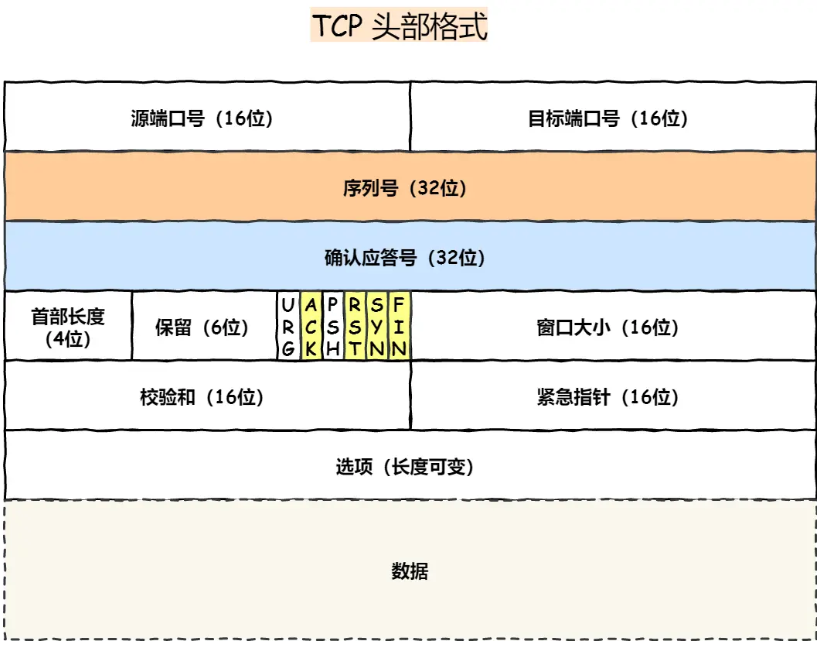 TCP 头部格式
源端口号（16位） 目标端口号（16位）
序列号（32位）
确认应答号（32位）
首部长度
（4位）
保留（6位）
URG ACK PSH RST SYN FIN
窗口大小（16位）
校验和（16位） 紧急指针（16位）
选项（长度可变）
数据